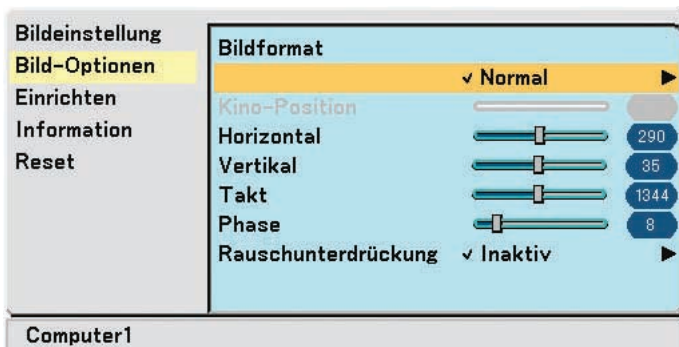 Bildeinstellung
Bild-Optionen
Einrichten
Information
Reset
Bildformat
✓ Normal
Kino-Position
Horizontal 290
Vertikal 35
Takt 1344
Phase 8
Rauschunterdrückung ✓ Inaktiv
Computer1